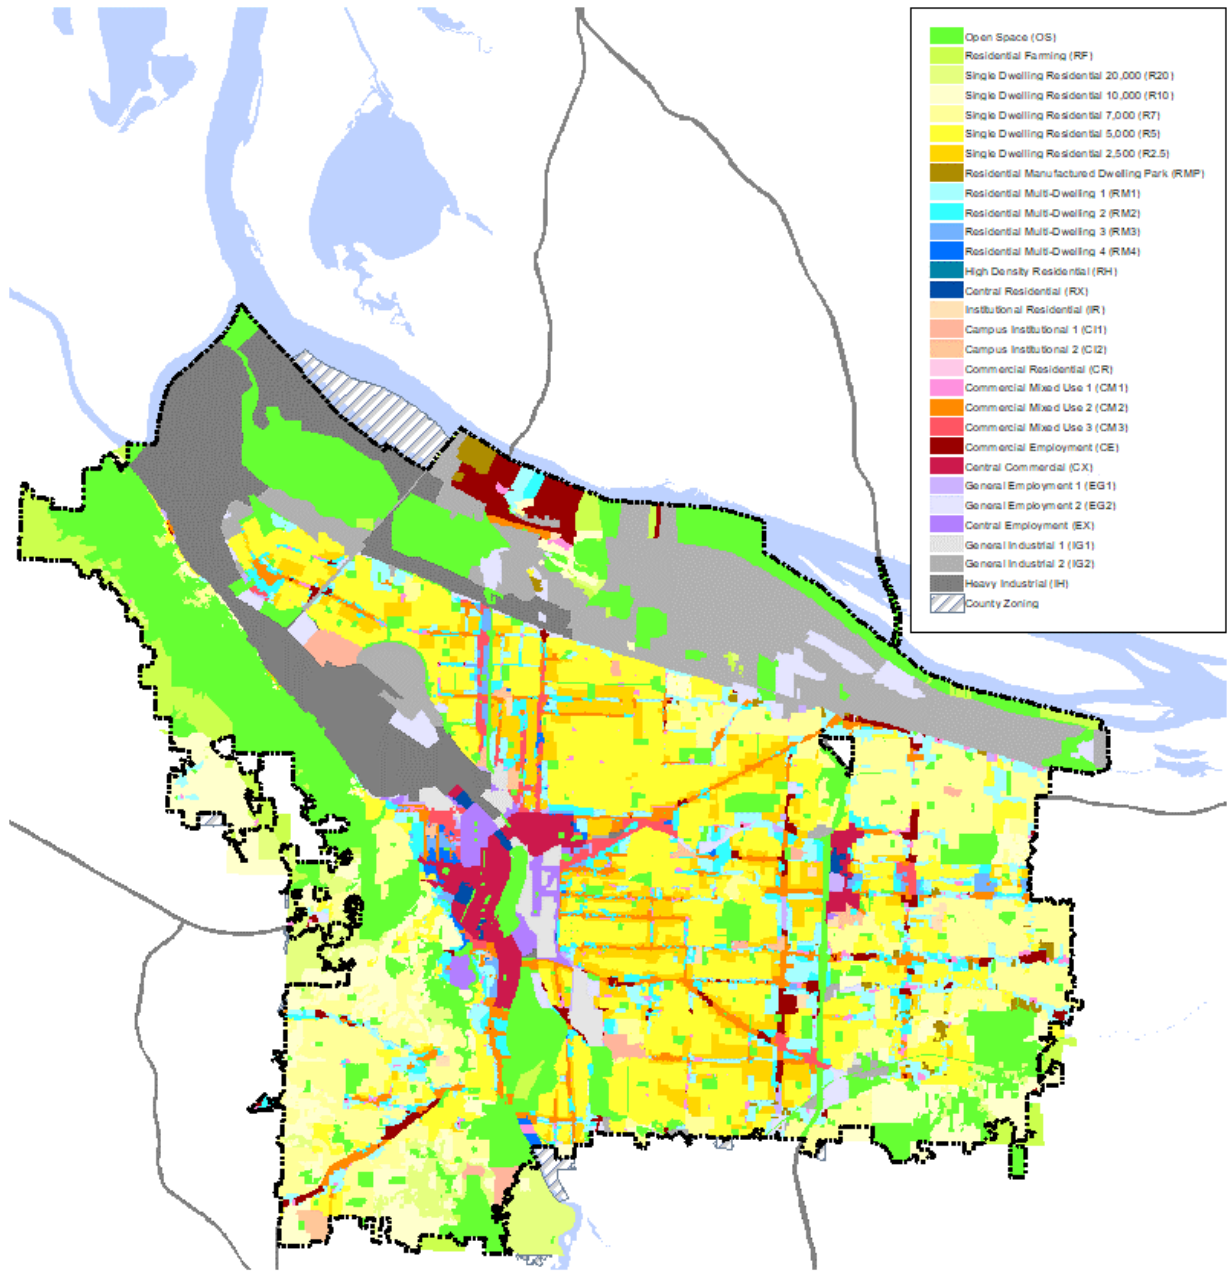 Open Space (OS)
Residential Farming (RF)
Single Dwelling Residential 20,000 (R20)
Single Dwelling Residential 10,000 (R10)
Single Dwelling Residential 7,000 (R7)
Single Dwelling Residential 5,000 (R5)
Single Dwelling Residential 2,500 (R2.5)
Residential Manufactured Dwelling Park (RMP)
Residential Multi-Dwelling 1 (RM1)
Residential Multi-Dwelling 2 (RM2)
Residential Multi-Dwelling 3 (RM3)
Residential Multi-Dwelling 4 (RM4)
High Density Residential (RH)
Central Residential (RX)
Institutional Residential (IR)
Campus Institutional 1 (CI1)
Campus Institutional 2 (CI2)
Commercial Residential (CR)
Commercial Mixed Use 1 (CM1)
Commercial Mixed Use 2 (CM2)
Commercial Mixed Use 3 (CM3)
Commercial Employment (CE)
Central Commercial (CX)
General Employment 1 (EG1)
General Employment 2 (EG2)
Central Employment (EX)
General Industrial 1 (IG1)
General Industrial 2 (IG2)
Heavy Industrial (IH)
County Zoning